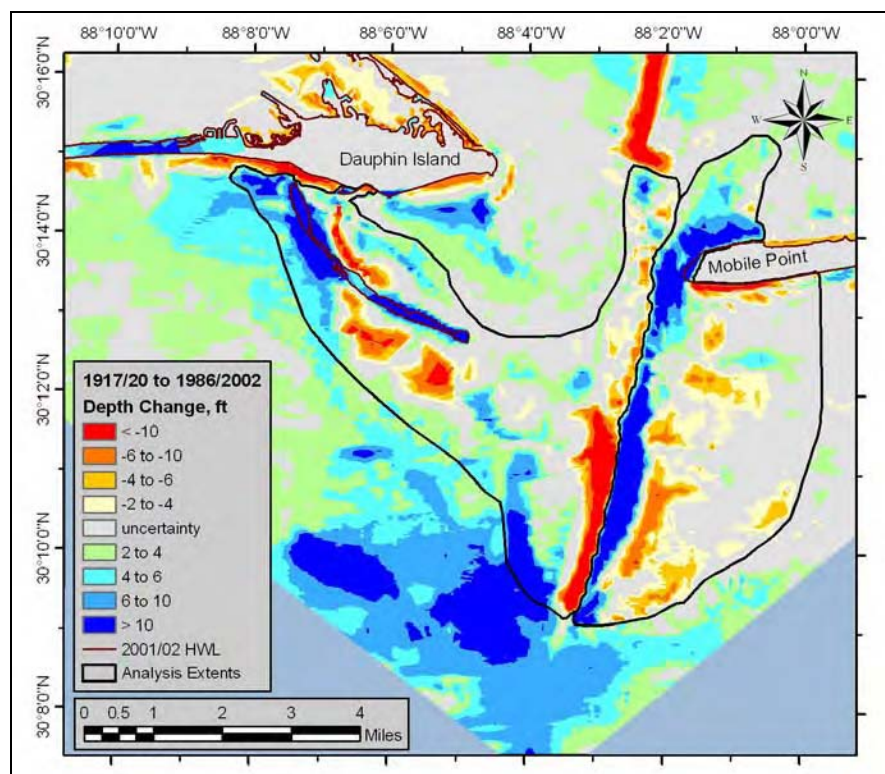 88°10'0"W 88°8'0"W 88°6'0"W 88°4'0"W 88°2'0"W 88°0'0"W
30°16'0"N
30°14'0"N
30°12'0"N
30°10'0"N
30°8'0"N
N
W E
S
Dauphin Island
Mobile Point
1917/20 to 1986/2002
Depth Change, ft
< -10
-6 to -10
-4 to -6
-2 to -4
uncertainty
2 to 4
4 to 6
6 to 10
> 10
2001/02 HWL
Analysis Extents
0 0.5 1 2 3 4
Miles